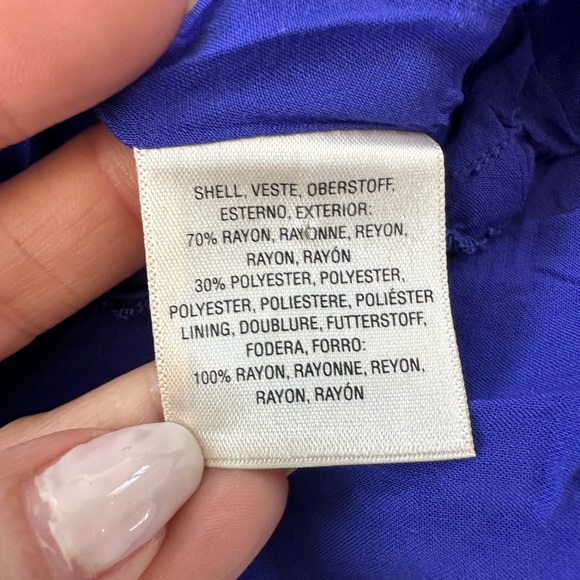 SHELL, VESTE, OBERSTOFF,
ESTERNO, EXTERIOR:
70% RAYON, RAYONNE, REYON,
RAYON, RAYÓN
30% POLYESTER, POLYESTER,
POLYESTER, POLIESTERE, POLIÉSTER
LINING, DOUBLURE, FUTTERSTOFF,
FODERA, FORRO:
100% RAYON, RAYONNE, REYON,
RAYON, RAYÓN